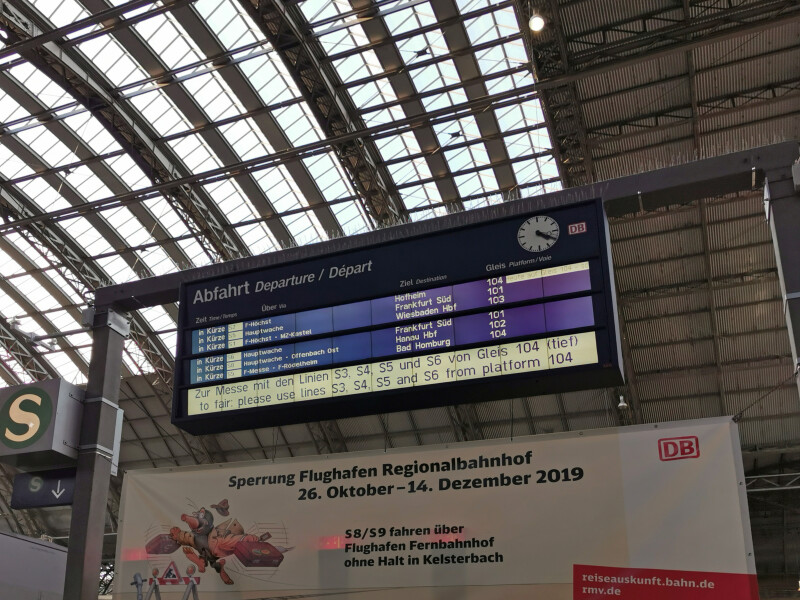 Abfahrt Departure / Départ
DB
Zeit Time/Temps Über Via Ziel Destination Gleis Platform/Voie
in Kürze F-Höchst Hofheim 104
in Kürze Hauptwache Frankfurt Süd 101
in Kürze F-Höchst - MZ-Kastel Wiesbaden Hbf 103
in Kürze Hauptwache Frankfurt Süd 101
in Kürze Hauptwache - Offenbach Ost Hanau Hbf 102
in Kürze F-Messe - F-Rödelheim Bad Homburg 104
Zur Messe mit den Linien S3, S4, S5 und S6 von Gleis 104 (tief)
to fair: please use lines S3, S4, S5 and S6 from platform 104
S
S
Sperrung Flughafen Regionalbahnhof
26. Oktober – 14. Dezember 2019
DB
S8/S9 fahren über
Flughafen Fernbahnhof
ohne Halt in Kelsterbach
reiseauskunft.bahn.de
rmv.de